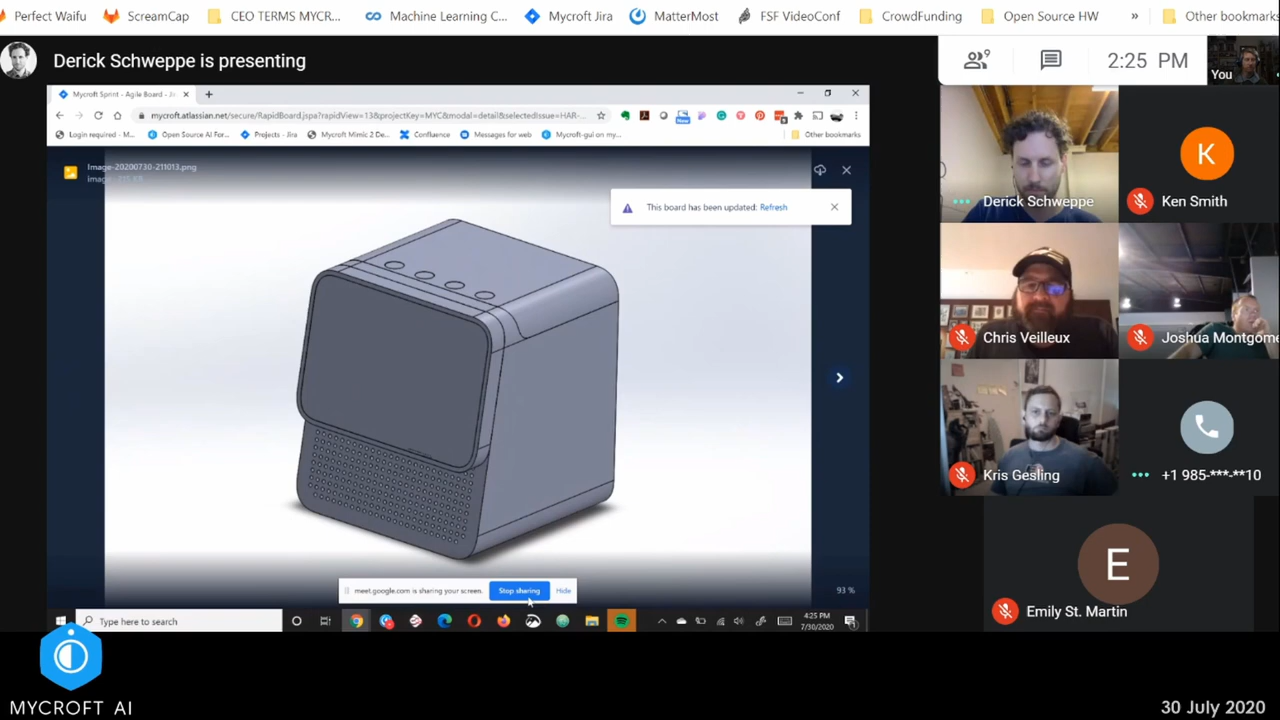 Perfect Waifu
ScreamCap
CEO TERMS MYCR...
Machine Learning C...
Mycroft Jira
MatterMost
FSF VideoConf
CrowdFunding
Open Source HW
»
Other bookmarks
Derick Schweppe is presenting
9
2:25 PM
You
Mycroft Sprint - Agile Board - Ji
mycroft.atlassian.net/secure/RapidBoard.jspa?rapidView=13&projectKey=MYC&modal=detail&selectedIssue=HAR-...
Login required - M...
Open Source AI For...
Projects - Jira
Mycroft Mimic 2 De...
Confluence
Messages for web
Mycroft-gui on my...
Other bookmarks
Image-20200730-211013.png
This board has been updated: Refresh
Derick Schweppe
K
Ken Smith
Chris Veilleux
Joshua Montgome
Kris Gesling
+1 985-***-**10
E
Emily St. Martin
meet.google.com is sharing your screen.
Stop sharing
Hide
93 %
Type here to search
4:25 PM
7/30/2020
MYCROFT AI
30 July 2020